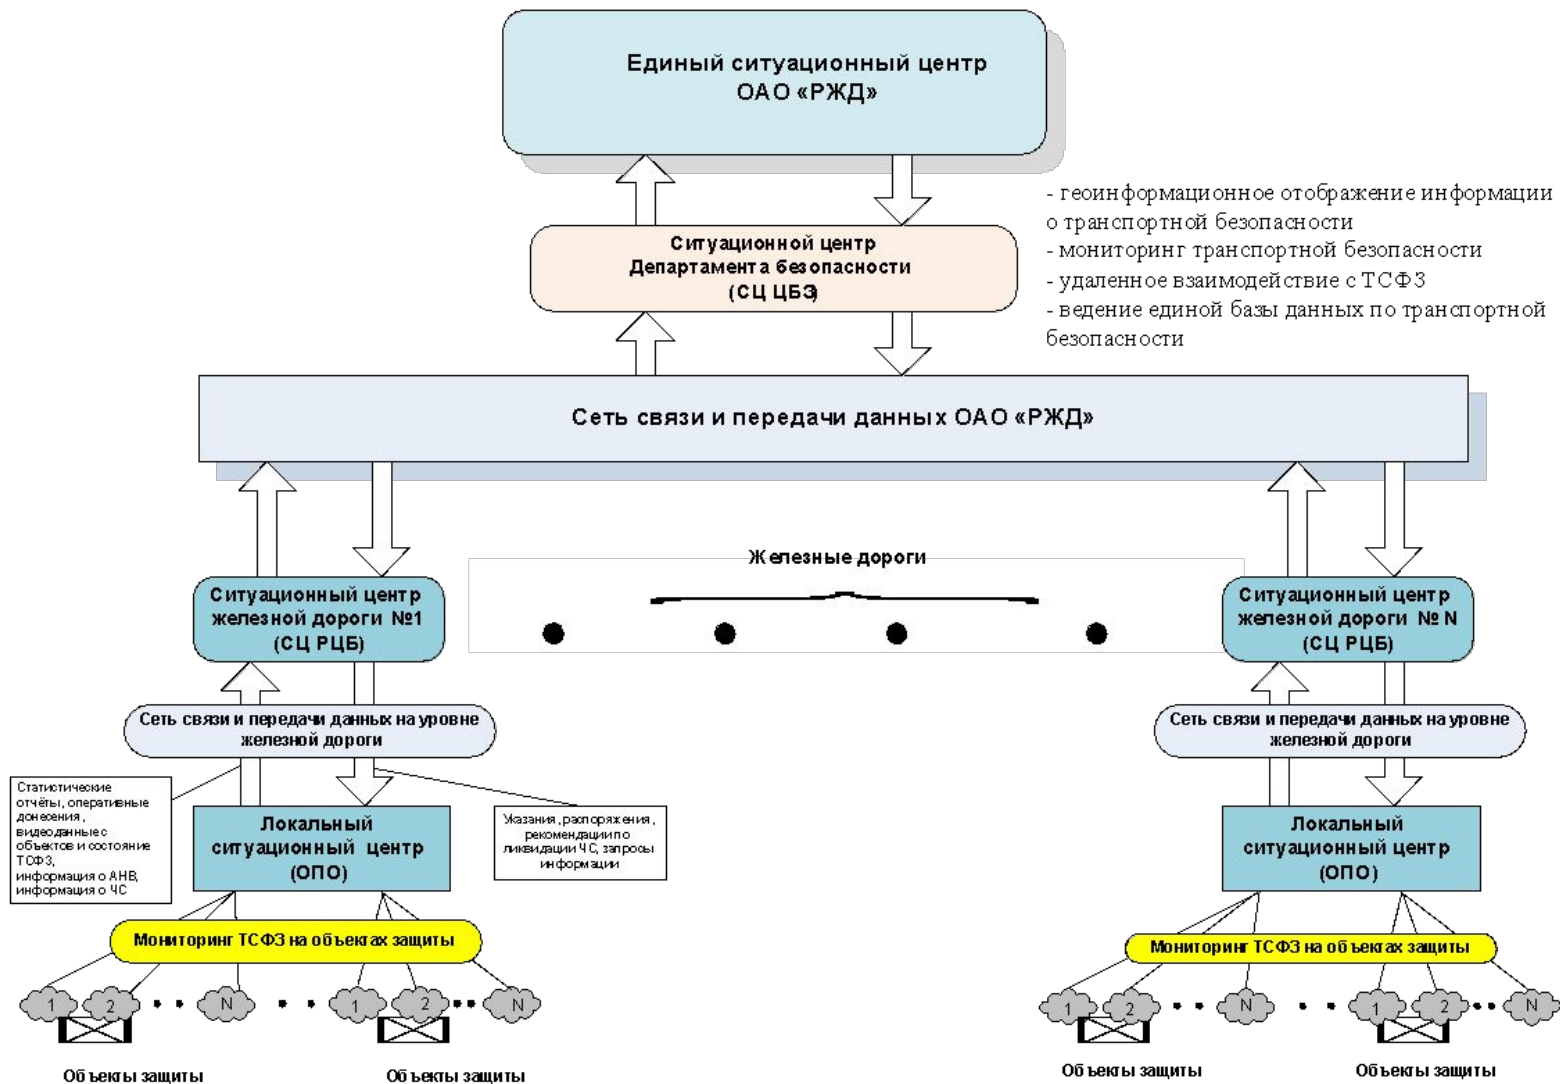 Единый ситуационный центр
ОАО «РЖД»
- геоинформационное отображение информации
о транспортной безопасности
- мониторинг транспортной безопасности
- удаленное взаимодействие с ТСФЗ
- ведение единой базы данных по транспортной
безопасности
Ситуационной центр
Департамента безопасности
(СЦ ЦБЗ)
Сеть связи и передачи данных ОАО «РЖД»
Железные дороги
Ситуационный центр
железной дороги №1
(СЦ РЦБ)
Ситуационный центр
железной дороги № N
(СЦ РЦБ)
Сеть связи и передачи данных на уровне
железной дороги
Сеть связи и передачи данных на уровне
железной дороги
Статистические
отчёты, оперативные
донесения,
видеоданные с
объектов и состояние
ТСФЗ,
информация о АНВ,
информация о ЧС
Локальный
ситуационный центр
(ОПО)
Указания, распоряжения,
рекомендации по
ликвидации ЧС, запросы
информации
Локальный
ситуационный центр
(ОПО)
Мониторинг ТСФЗ на объектах защиты
Мониторинг ТСФЗ на объектах защиты
1 2 N 1 2 N
1 2 N 1 2 N
Объекты защиты
Объекты защиты
Объекты защиты
Объекты защиты